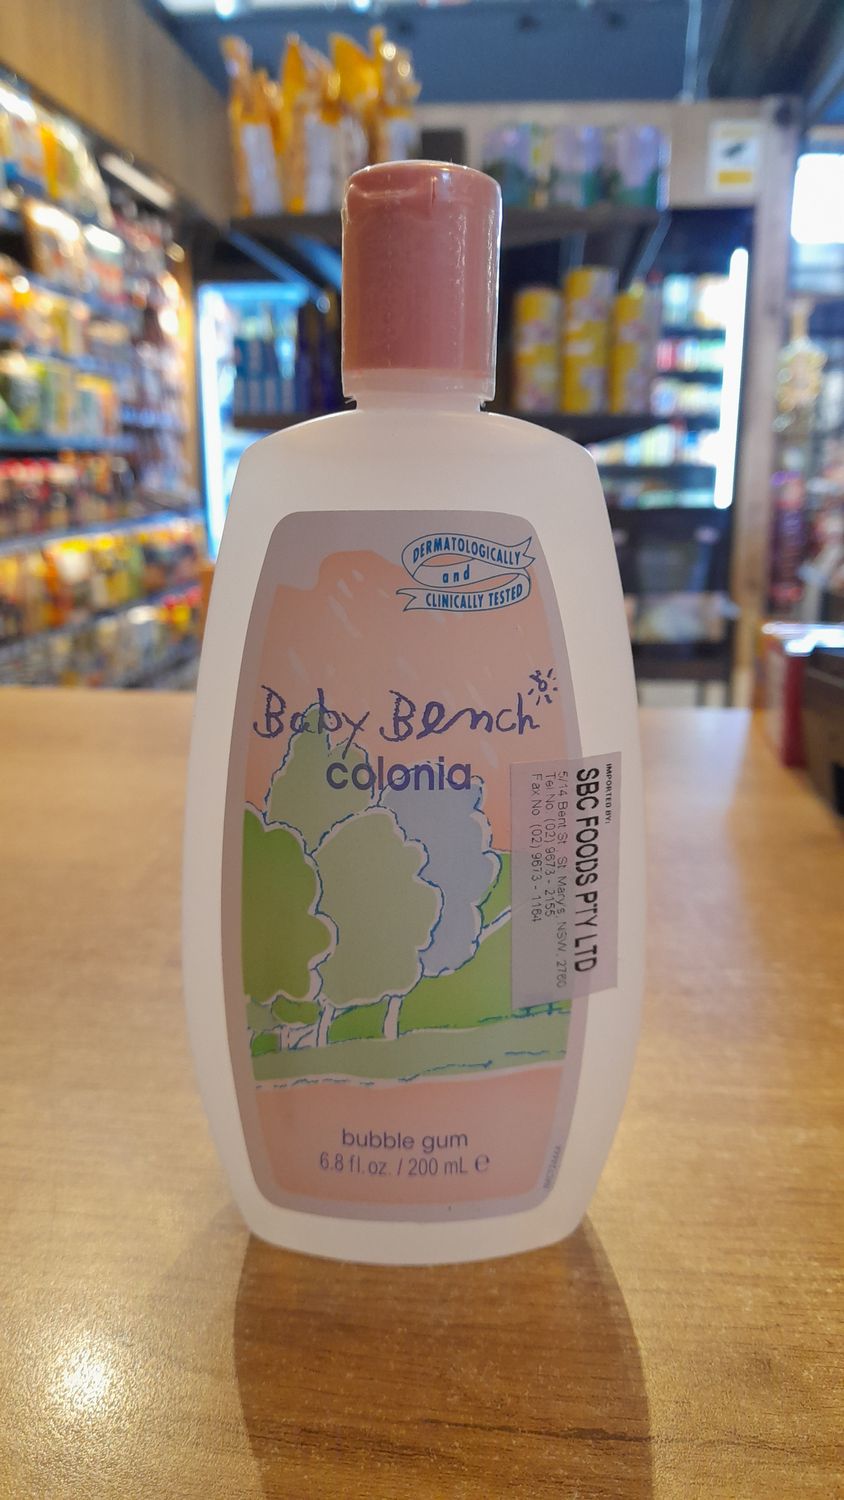 DERMATOLOGICALLY
and
CLINICALLY TESTED
Baby Bench
colonia
IMPORTED BY:
SBC FOODS PTY LTD
5/14 Bent St. St. Mary's, NSW, 2760
Tel No. (02) 9673 - 2155
Fax No. (02) 9673 - 1164
bubble gum
6.8 fl. oz. / 200 mL ℮